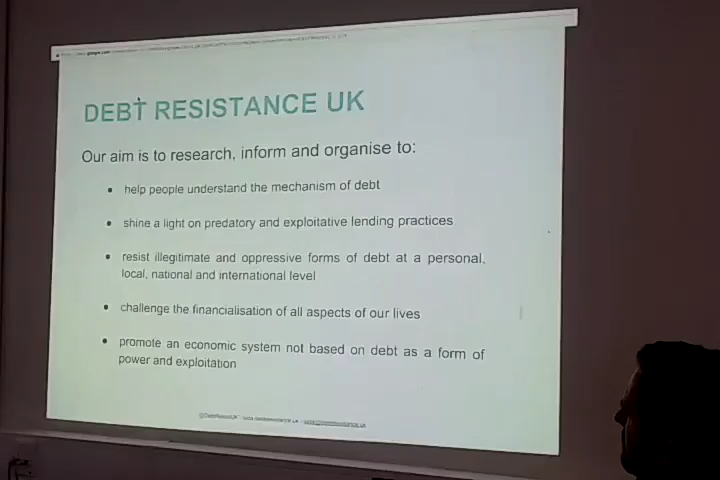 DEBT RESISTANCE UK
Our aim is to research, inform and organise to:
• help people understand the mechanism of debt
• shine a light on predatory and exploitative lending practices
• resist illegitimate and oppressive forms of debt at a personal,
local, national and international level
• challenge the financialisation of all aspects of our lives
• promote an economic system not based on debt as a form of
power and exploitation